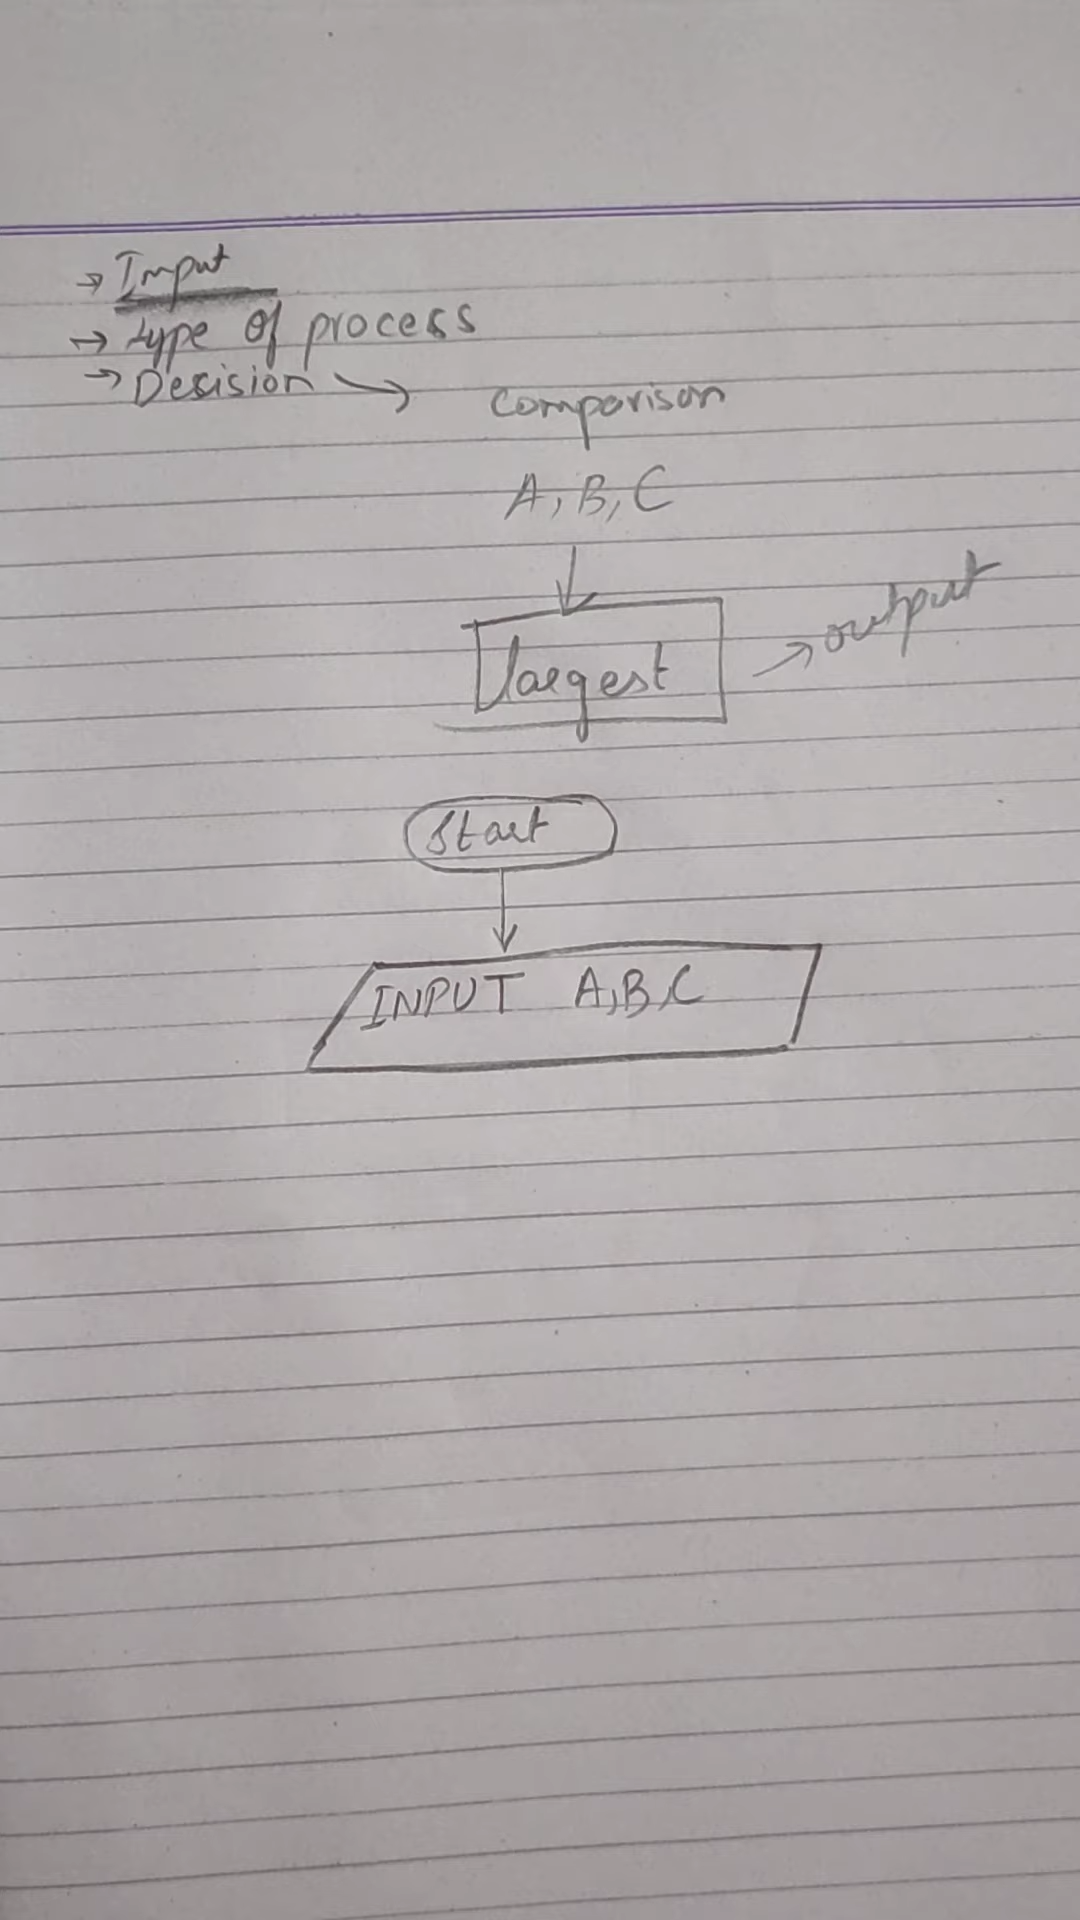 → Input
→ type of process
→ Decision → comparison
A, B, C
largest → output
Start
INPUT A, B, C